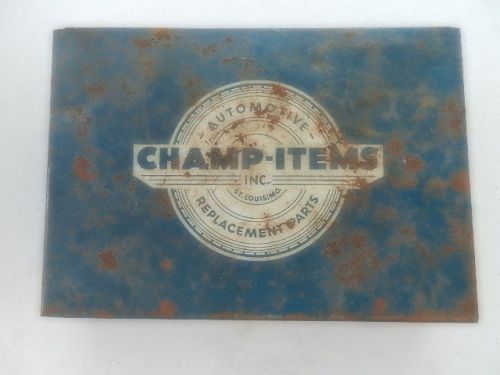 AUTOMOTIVE
CHAMP-ITEMS
INC.
ST. LOUIS, MO.
REPLACEMENT PARTS